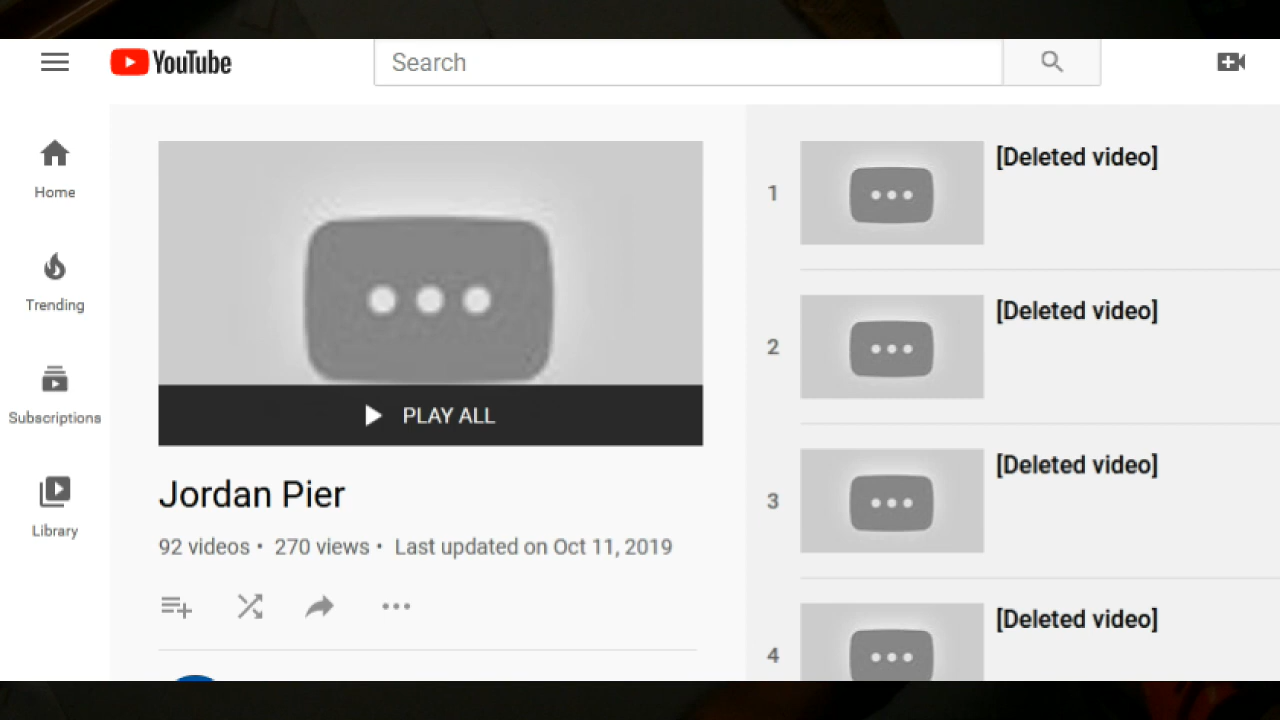 YouTube
Search
Home
Trending
Subscriptions
Library
PLAY ALL
Jordan Pier
92 videos • 270 views • Last updated on Oct 11, 2019
1
[Deleted video]
2
[Deleted video]
3
[Deleted video]
4
[Deleted video]